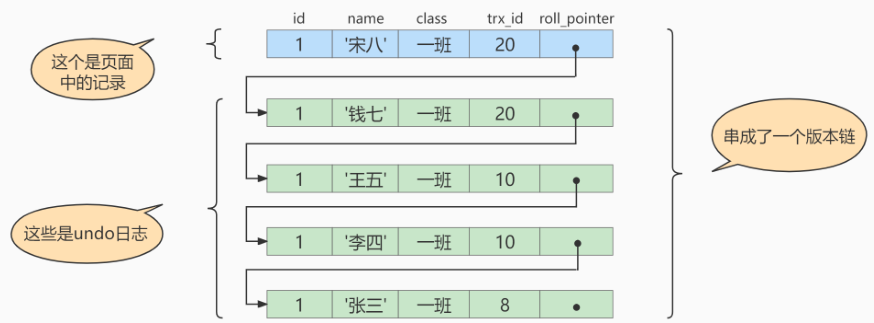 id name class trx_id roll_pointer
1 '宋八' 一班 20
这个是页面
中的记录
1 '钱七' 一班 20
串成了一个版本链
1 '王五' 一班 10
这些是undo日志
1 '李四' 一班 10
1 '张三' 一班 8